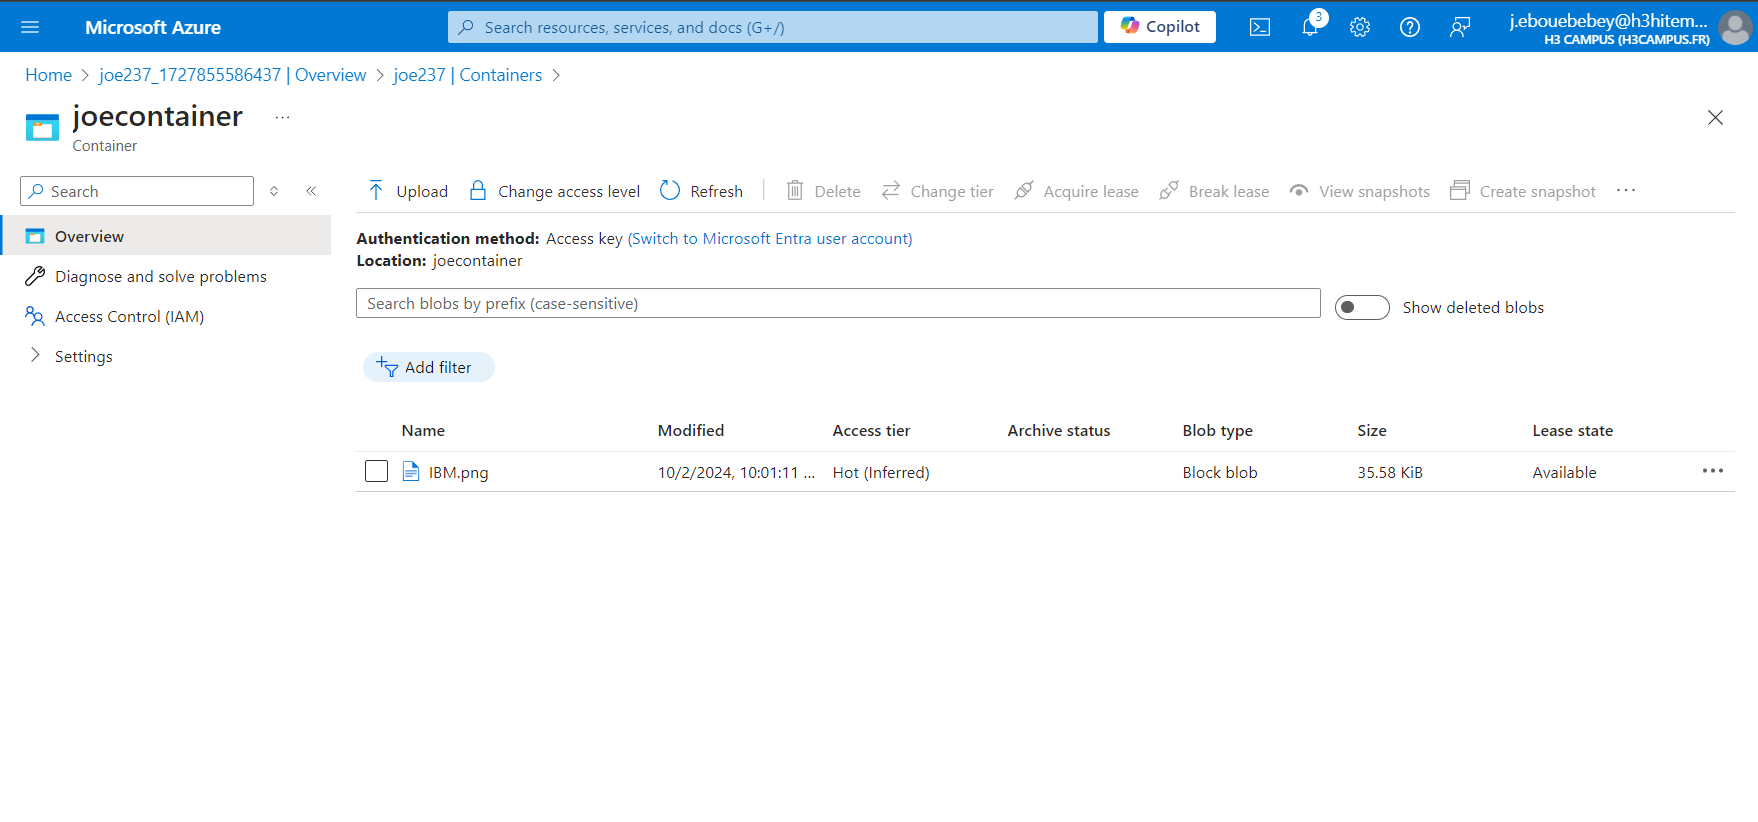 Microsoft Azure
Search resources, services, and docs (G+/)
Copilot
3
j.ebouebebey@h3hitem...
H3 CAMPUS (H3CAMPUS.FR)
Home > joe237_1727855586437 | Overview > joe237 | Containers >
joecontainer ...
Container
Search
Overview
Diagnose and solve problems
Access Control (IAM)
Settings
Upload Change access level Refresh Delete Change tier Acquire lease Break lease View snapshots Create snapshot ...
Authentication method: Access key (Switch to Microsoft Entra user account)
Location: joecontainer
Search blobs by prefix (case-sensitive)
Show deleted blobs
Add filter
Name Modified Access tier Archive status Blob type Size Lease state
IBM.png 10/2/2024, 10:01:11 ... Hot (Inferred) Block blob 35.58 KiB Available ...